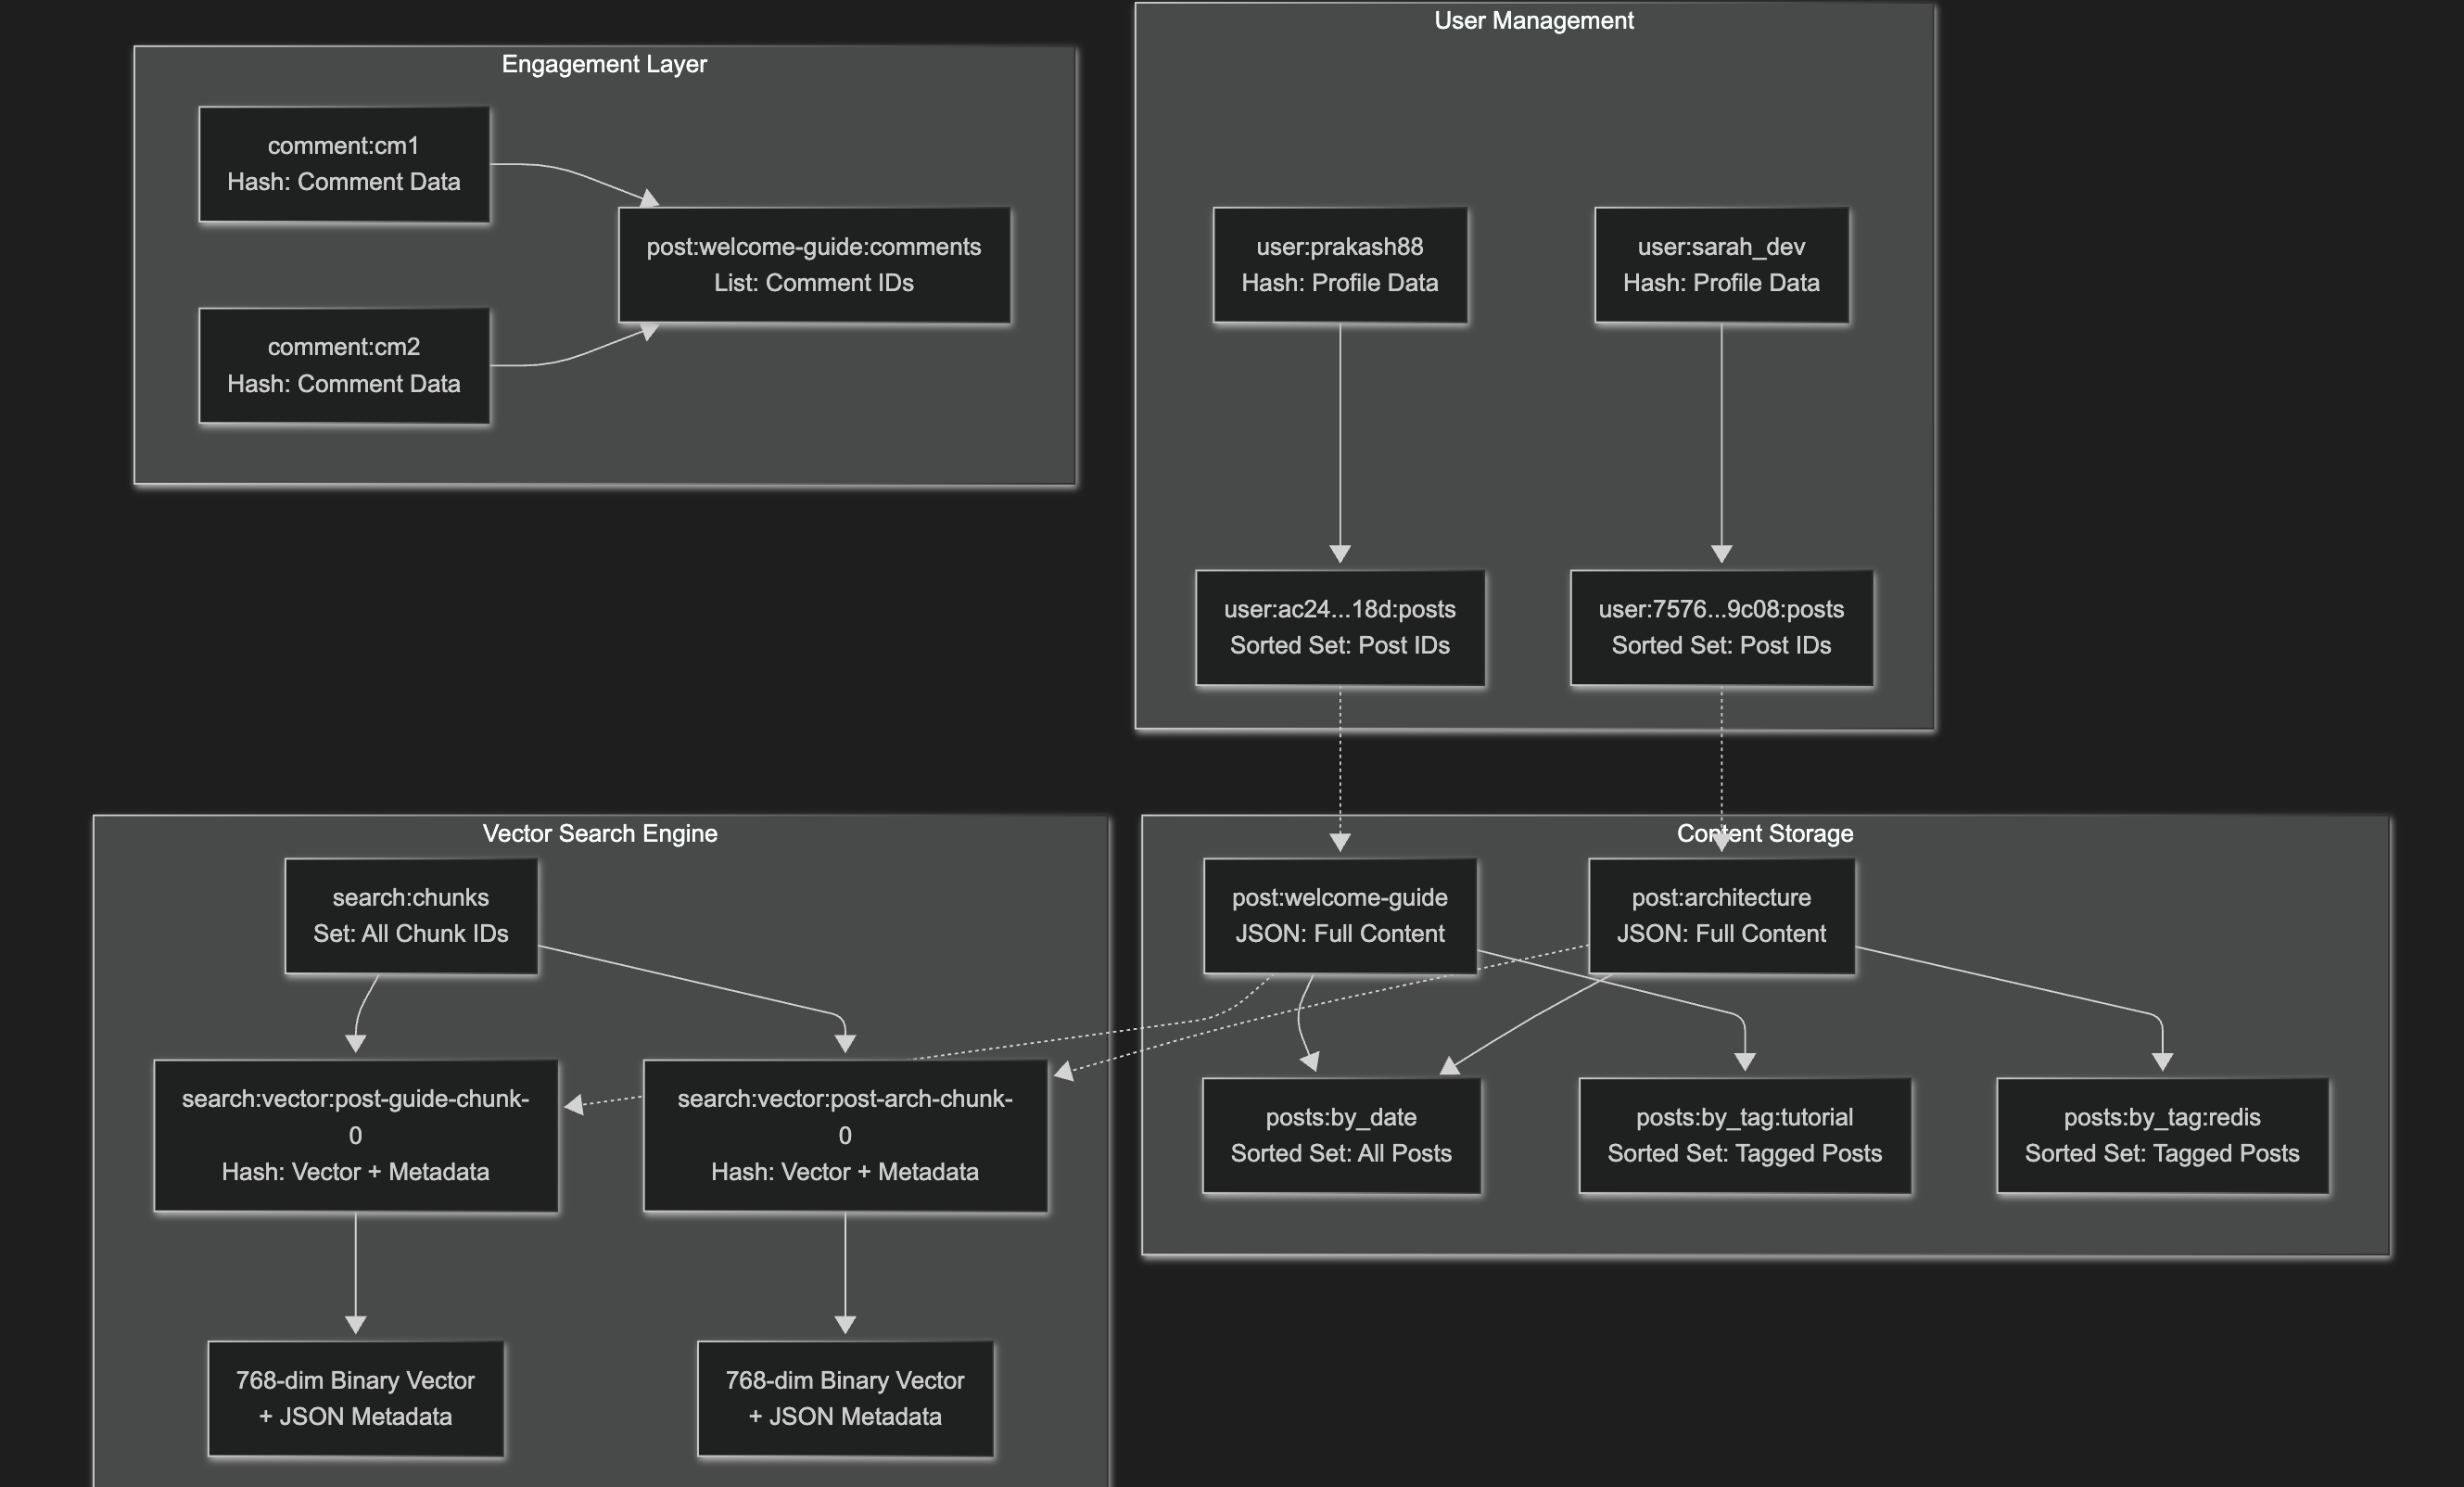 Engagement Layer
comment:cm1
Hash: Comment Data
comment:cm2
Hash: Comment Data
post:welcome-guide:comments
List: Comment IDs
User Management
user:prakash88
Hash: Profile Data
user:sarah_dev
Hash: Profile Data
user:ac24...18d:posts
Sorted Set: Post IDs
user:7576...9c08:posts
Sorted Set: Post IDs
Vector Search Engine
search:chunks
Set: All Chunk IDs
search:vector:post-guide-chunk-
0
Hash: Vector + Metadata
search:vector:post-arch-chunk-
0
Hash: Vector + Metadata
768-dim Binary Vector
+ JSON Metadata
768-dim Binary Vector
+ JSON Metadata
Content Storage
post:welcome-guide
JSON: Full Content
post:architecture
JSON: Full Content
posts:by_date
Sorted Set: All Posts
posts:by_tag:tutorial
Sorted Set: Tagged Posts
posts:by_tag:redis
Sorted Set: Tagged Posts